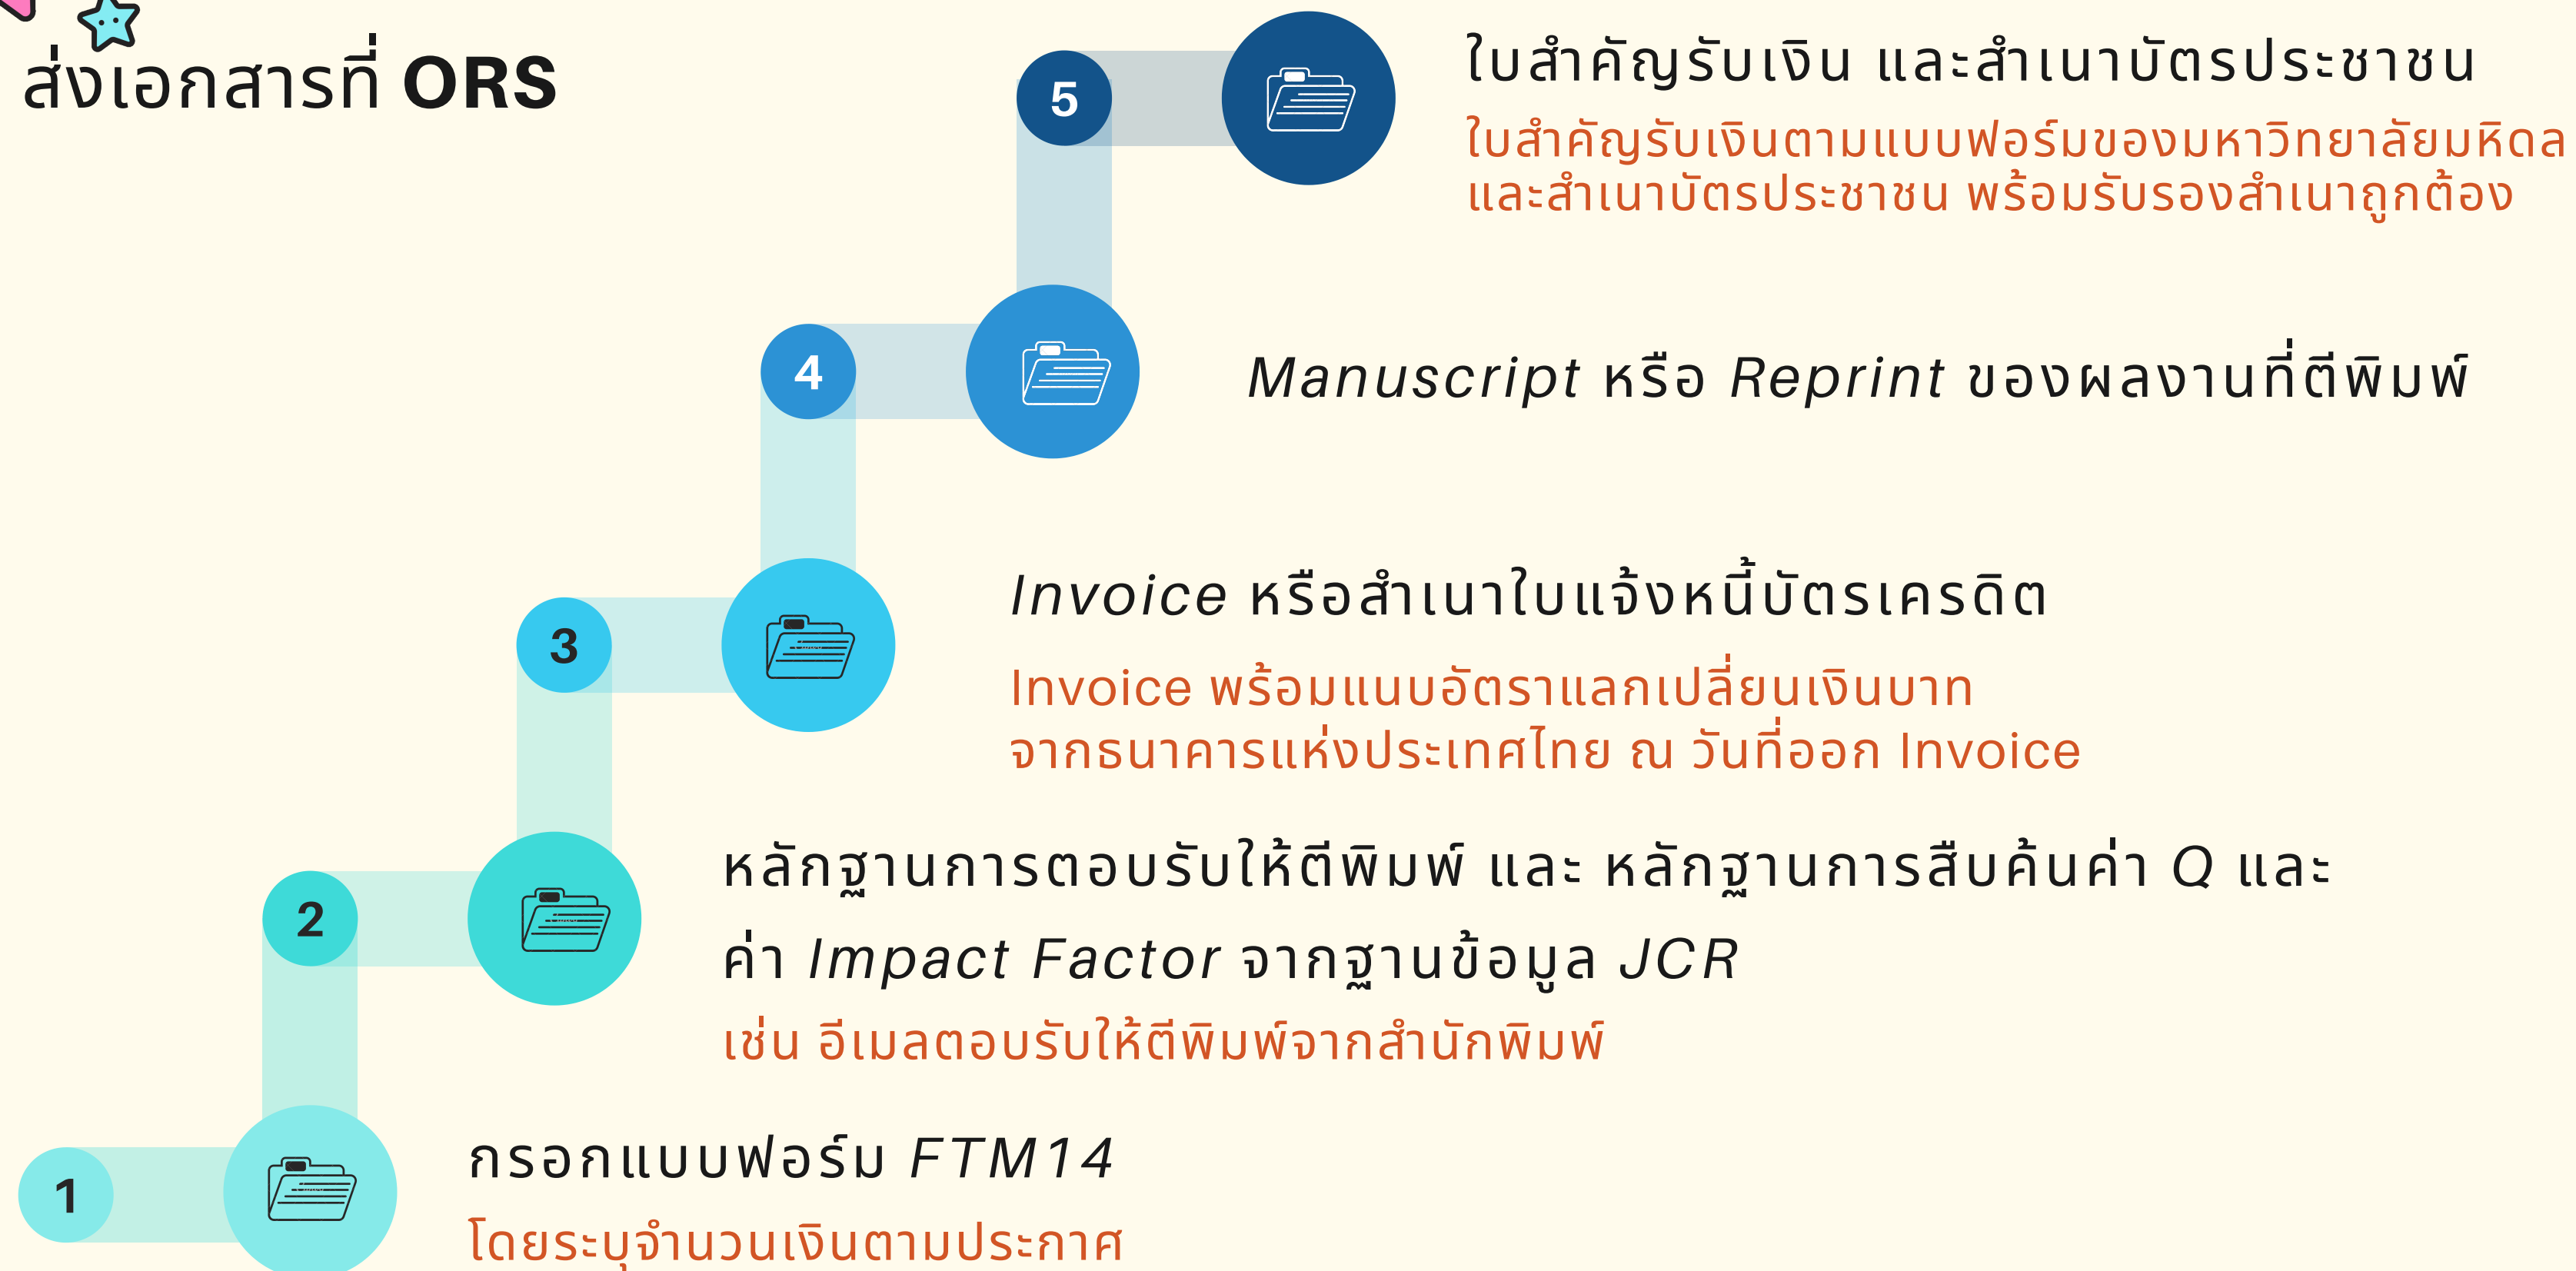 ส่งเอกสารที่ ORS
5
ใบสำคัญรับเงิน และสำเนาบัตรประชาชน
ใบสำคัญรับเงินตามแบบฟอร์มของมหาวิทยาลัยมหิดล
และสำเนาบัตรประชาชน พร้อมรับรองสำเนาถูกต้อง
4
Manuscript หรือ Reprint ของผลงานที่ตีพิมพ์
3
Invoice หรือสำเนาใบแจ้งหนี้บัตรเครดิต
Invoice พร้อมแนบอัตราแลกเปลี่ยนเงินบาท
จากธนาคารแห่งประเทศไทย ณ วันที่ออก Invoice
2
หลักฐานการตอบรับให้ตีพิมพ์ และ หลักฐานการสืบค้นค่า Q และ
ค่า Impact Factor จากฐานข้อมูล JCR
เช่น อีเมลตอบรับให้ตีพิมพ์จากสำนักพิมพ์
1
กรอกแบบฟอร์ม FTM14
โดยระบุจำนวนเงินตามประกาศ